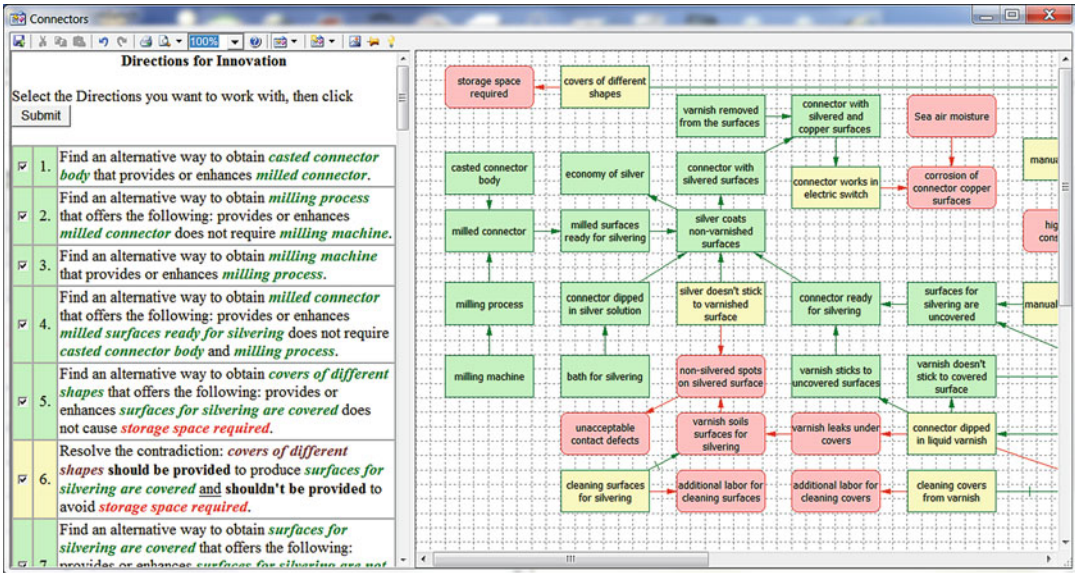 Connectors
100%
Directions for Innovation
Select the Directions you want to work with, then click
Submit
1. Find an alternative way to obtain casted connector
body that provides or enhances milled connector.
2. Find an alternative way to obtain milling process
that offers the following: provides or enhances
milled connector does not require milling machine.
3. Find an alternative way to obtain milling machine
that provides or enhances milling process.
4. Find an alternative way to obtain milled connector
that offers the following: provides or enhances
milled surfaces ready for silvering does not require
casted connector body and milling process.
5. Find an alternative way to obtain covers of different
shapes that offers the following: provides or
enhances surfaces for silvering are covered does
not cause storage space required.
6. Resolve the contradiction: covers of different
shapes should be provided to produce surfaces for
silvering are covered and shouldn't be provided to
avoid storage space required.
7. Find an alternative way to obtain surfaces for
silvering are covered that offers the following:
provides or enhances surfaces for silvering are not
storage space
required
covers of different
shapes
varnish removed
from the surfaces
connector with
silvered and
copper surfaces
Sea air moisture
casted connector
body
economy of silver
connector with
silvered surfaces
connector works in
electric switch
corrosion of
connector copper
surfaces
manua
milled connector
milled surfaces
ready for silvering
silver coats
non-varnished
surfaces
hig
cons
milling process
connector dipped
in silver solution
silver doesn't stick
to varnished
surface
connector ready
for silvering
surfaces for
silvering are
uncovered
manual
milling machine
bath for silvering
non-silvered spots
on silvered surface
varnish sticks to
uncovered surfaces
varnish doesn't
stick to covered
surface
unacceptable
contact defects
varnish soils
surfaces for
silvering
varnish leaks under
covers
connector dipped
in liquid varnish
cleaning surfaces
for silvering
additional labor for
cleaning surfaces
additional labor for
cleaning covers
cleaning covers
from varnish